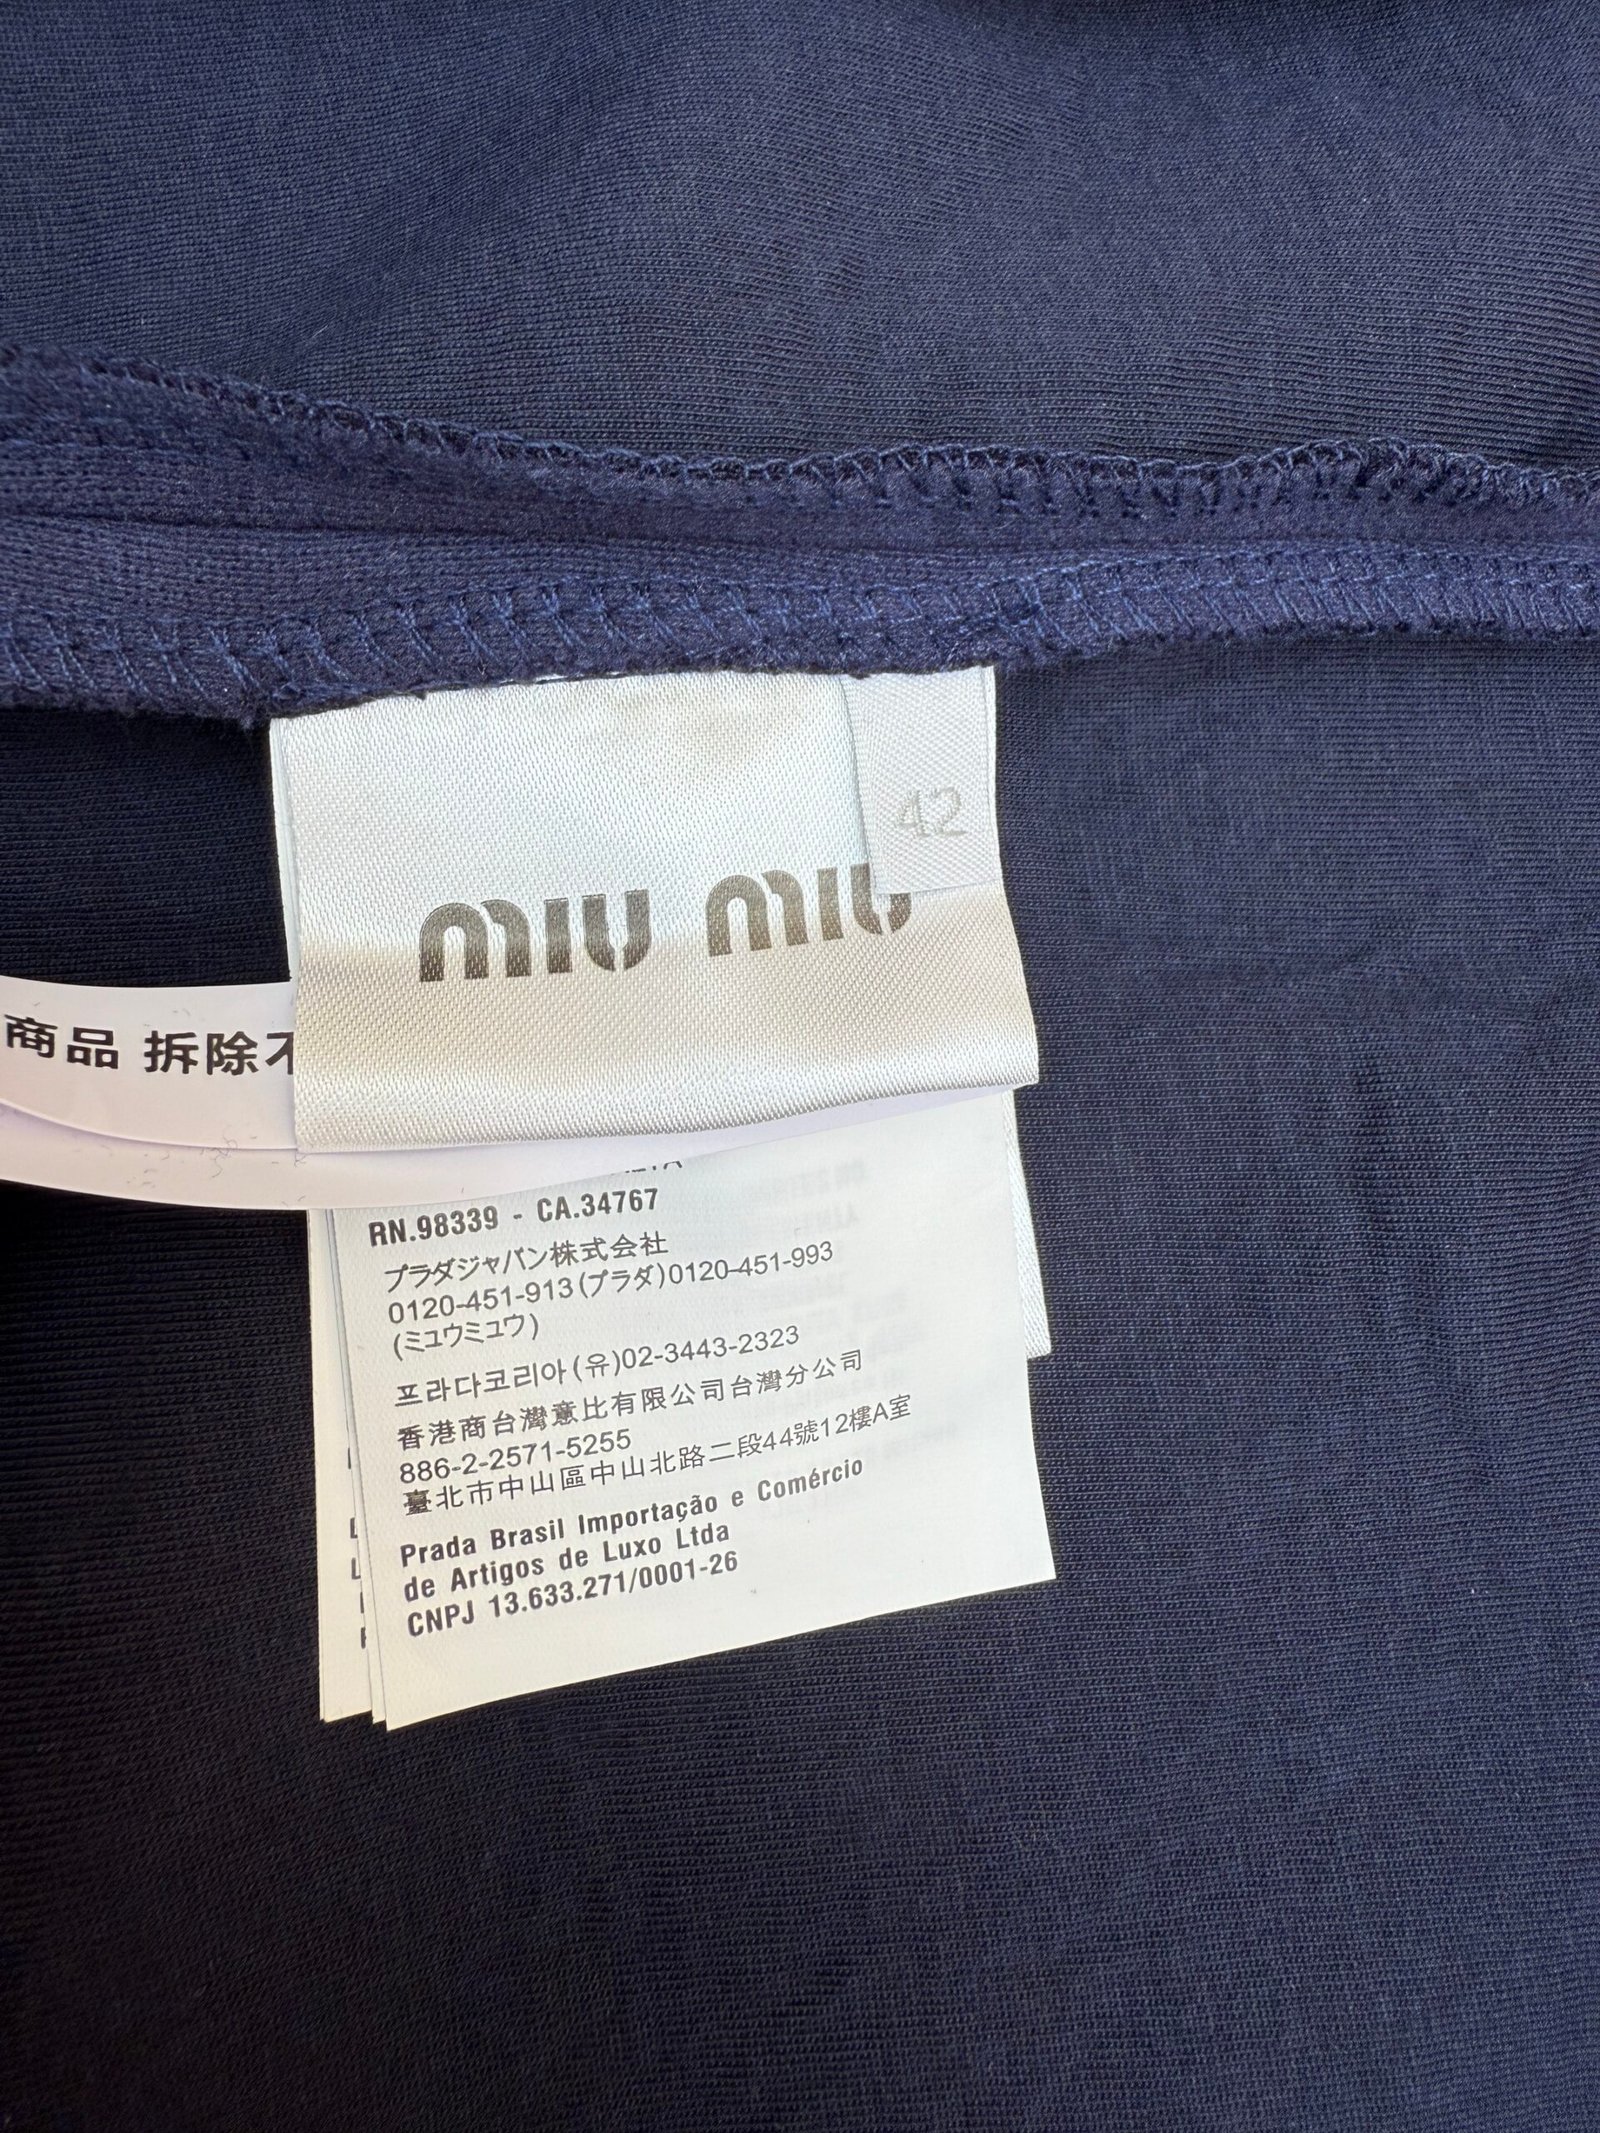 42
miu miu
商品 拆除不
RN.98339 - CA.34767
プラダジャパン株式会社
0120-451-913(プラダ)0120-451-993
(ミュウミュウ)
프라다코리아(유)02-3443-2323
香港商台灣意比有限公司台灣分公司
886-2-2571-5255
臺北市中山區中山北路二段44號12樓A室
Prada Brasil Importação e Comércio
de Artigos de Luxo Ltda
CNPJ 13.633.271/0001-26